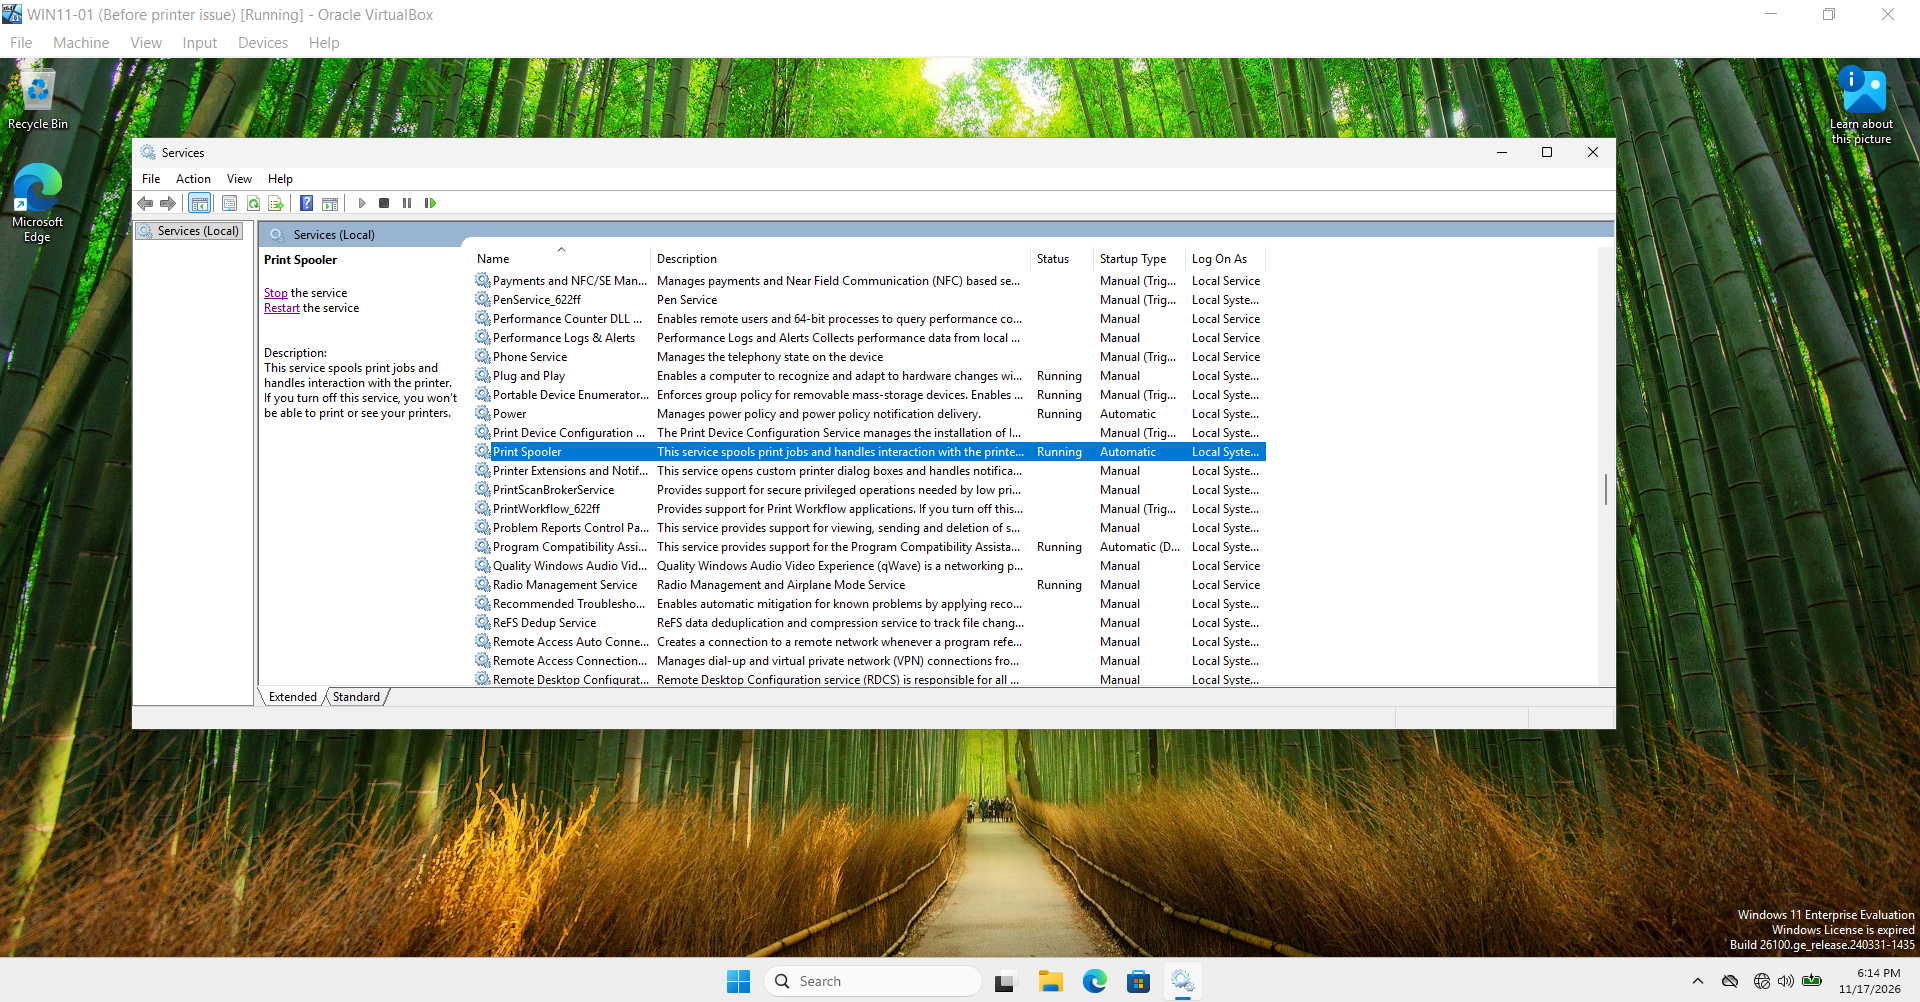 WIN11-01 (Before printer issue) [Running] - Oracle VirtualBox
File Machine View Input Devices Help
Recycle Bin
Microsoft
Edge
Learn about
this picture
Services
File Action View Help
Services (Local)
Services (Local)
Print Spooler
Stop the service
Restart the service
Description:
This service spools print jobs and
handles interaction with the printer.
If you turn off this service, you won't
be able to print or see your printers.
Name Description Status Startup Type Log On As
Payments and NFC/SE Man... Manages payments and Near Field Communication (NFC) based se... Manual (Trig... Local Service
PenService_622ff Pen Service Manual (Trig... Local Syste...
Performance Counter DLL ... Enables remote users and 64-bit processes to query performance co... Manual Local Service
Performance Logs & Alerts Performance Logs and Alerts Collects performance data from local ... Manual Local Service
Phone Service Manages the telephony state on the device Manual (Trig... Local Service
Plug and Play Enables a computer to recognize and adapt to hardware changes wi... Running Manual Local Syste...
Portable Device Enumerator... Enforces group policy for removable mass-storage devices. Enables ... Running Manual (Trig... Local Syste...
Power Manages power policy and power policy notification delivery. Running Automatic Local Syste...
Print Device Configuration ... The Print Device Configuration Service manages the installation of I... Manual (Trig... Local Syste...
Print Spooler This service spools print jobs and handles interaction with the printe... Running Automatic Local Syste...
Printer Extensions and Notif... This service opens custom printer dialog boxes and handles notifica... Manual Local Syste...
PrintScanBrokerService Provides support for secure privileged operations needed by low pri... Manual Local Syste...
PrintWorkflow_622ff Provides support for Print Workflow applications. If you turn off this... Manual (Trig... Local Syste...
Problem Reports Control Pa... This service provides support for viewing, sending and deletion of s... Manual Local Syste...
Program Compatibility Assi... This service provides support for the Program Compatibility Assista... Running Automatic (D... Local Syste...
Quality Windows Audio Vid... Quality Windows Audio Video Experience (qWave) is a networking p... Manual Local Service
Radio Management Service Radio Management and Airplane Mode Service Running Manual Local Service
Recommended Troublesho... Enables automatic mitigation for known problems by applying reco... Manual Local Syste...
ReFS Dedup Service ReFS data deduplication and compression service to track file chang... Manual Local Syste...
Remote Access Auto Conne... Creates a connection to a remote network whenever a program refe... Manual Local Syste...
Remote Access Connection... Manages dial-up and virtual private network (VPN) connections fro... Manual Local Syste...
Remote Desktop Configurat... Remote Desktop Configuration service (RDCS) is responsible for all ... Manual Local Syste...
Extended Standard
Windows 11 Enterprise Evaluation
Windows License is expired
Build 26100.ge_release.240331-1435
Search
6:14 PM
11/17/2026